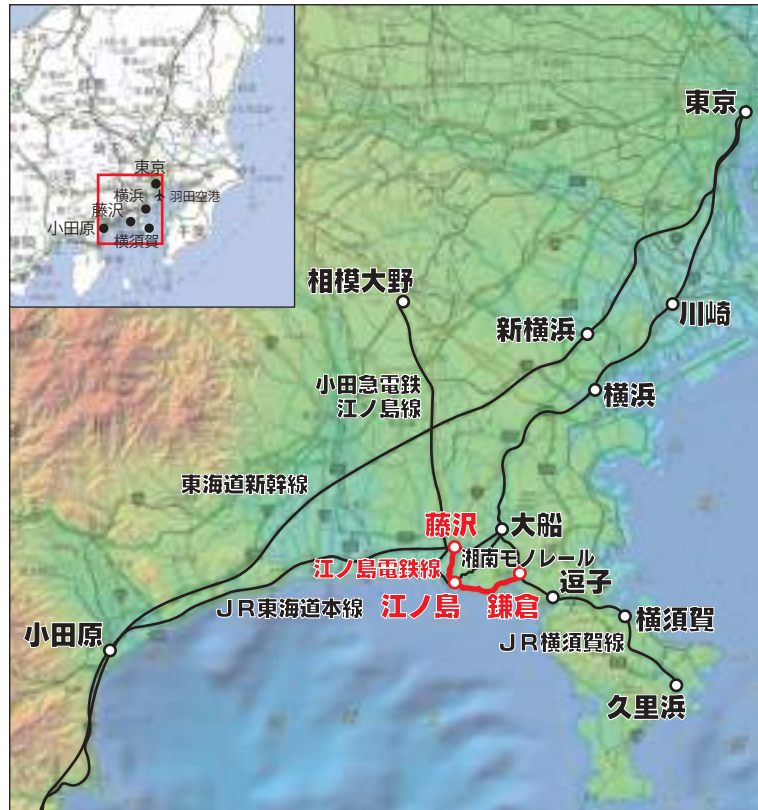 東京
横浜
羽田空港
藤沢
小田原
横須賀
千葉
東京
相模大野
新横浜
川崎
小田急電鉄
江ノ島線
横浜
東海道新幹線
藤沢
大船
湘南モノレール
江ノ島電鉄線
逗子
JR東海道本線
江ノ島
鎌倉
横須賀
小田原
JR横須賀線
久里浜